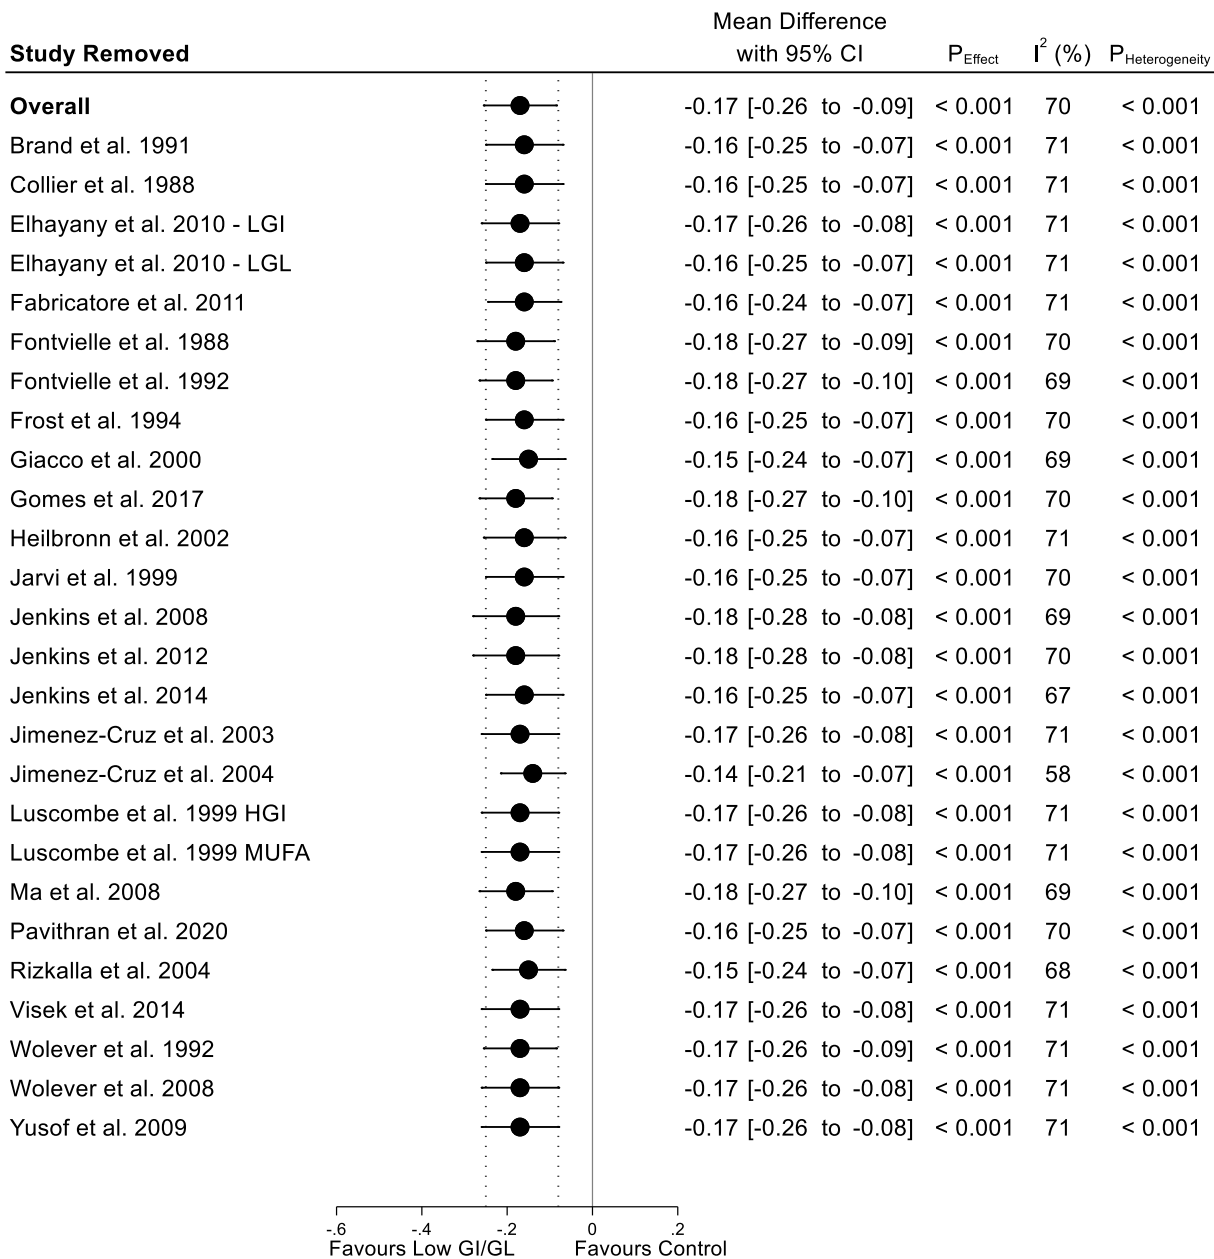 Mean Difference
Study Removed with 95% CI P Effect I 2 (%) P Heterogeneity
Overall -0.17 [-0.26 to -0.09] < 0.001 70 < 0.001
Brand et al. 1991 -0.16 [-0.25 to -0.07] < 0.001 71 < 0.001
Collier et al. 1988 -0.16 [-0.25 to -0.07] < 0.001 71 < 0.001
Elhayany et al. 2010 - LGI -0.17 [-0.26 to -0.08] < 0.001 71 < 0.001
Elhayany et al. 2010 - LGL -0.16 [-0.25 to -0.07] < 0.001 71 < 0.001
Fabricatore et al. 2011 -0.16 [-0.24 to -0.07] < 0.001 71 < 0.001
Fontvielle et al. 1988 -0.18 [-0.27 to -0.09] < 0.001 70 < 0.001
Fontvielle et al. 1992 -0.18 [-0.27 to -0.10] < 0.001 69 < 0.001
Frost et al. 1994 -0.16 [-0.25 to -0.07] < 0.001 70 < 0.001
Giacco et al. 2000 -0.15 [-0.24 to -0.07] < 0.001 69 < 0.001
Gomes et al. 2017 -0.18 [-0.27 to -0.10] < 0.001 70 < 0.001
Heilbronn et al. 2002 -0.16 [-0.25 to -0.07] < 0.001 71 < 0.001
Jarvi et al. 1999 -0.16 [-0.25 to -0.07] < 0.001 70 < 0.001
Jenkins et al. 2008 -0.18 [-0.28 to -0.08] < 0.001 69 < 0.001
Jenkins et al. 2012 -0.18 [-0.28 to -0.08] < 0.001 70 < 0.001
Jenkins et al. 2014 -0.16 [-0.25 to -0.07] < 0.001 67 < 0.001
Jimenez-Cruz et al. 2003 -0.17 [-0.26 to -0.08] < 0.001 71 < 0.001
Jimenez-Cruz et al. 2004 -0.14 [-0.21 to -0.07] < 0.001 58 < 0.001
Luscombe et al. 1999 HGI -0.17 [-0.26 to -0.08] < 0.001 71 < 0.001
Luscombe et al. 1999 MUFA -0.17 [-0.26 to -0.08] < 0.001 71 < 0.001
Ma et al. 2008 -0.18 [-0.27 to -0.10] < 0.001 69 < 0.001
Pavithran et al. 2020 -0.16 [-0.25 to -0.07] < 0.001 70 < 0.001
Rizkalla et al. 2004 -0.15 [-0.24 to -0.07] < 0.001 68 < 0.001
Visek et al. 2014 -0.17 [-0.26 to -0.08] < 0.001 71 < 0.001
Wolever et al. 1992 -0.17 [-0.26 to -0.09] < 0.001 71 < 0.001
Wolever et al. 2008 -0.17 [-0.26 to -0.08] < 0.001 71 < 0.001
Yusof et al. 2009 -0.17 [-0.26 to -0.08] < 0.001 71 < 0.001
-.6 -.4 -.2 0 .2
Favours Low GI/GL Favours Control